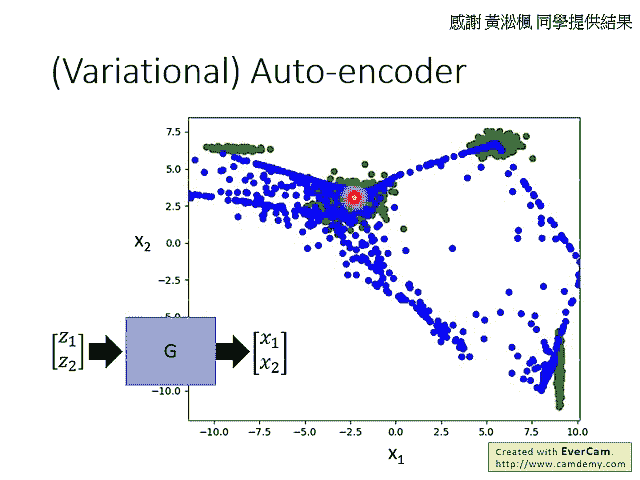 感謝 黃淞楓 同學提供結果
(Variational) Auto-encoder
7.5
5.0
2.5
0.0
−2.5
−10.0
x₂
−10.0 −7.5 −5.0 −2.5 0.0 2.5 5.0 7.5 10.0
x₁
z₁
z₂
G
x₁
x₂
Created with EverCam.
http://www.camdemy.com